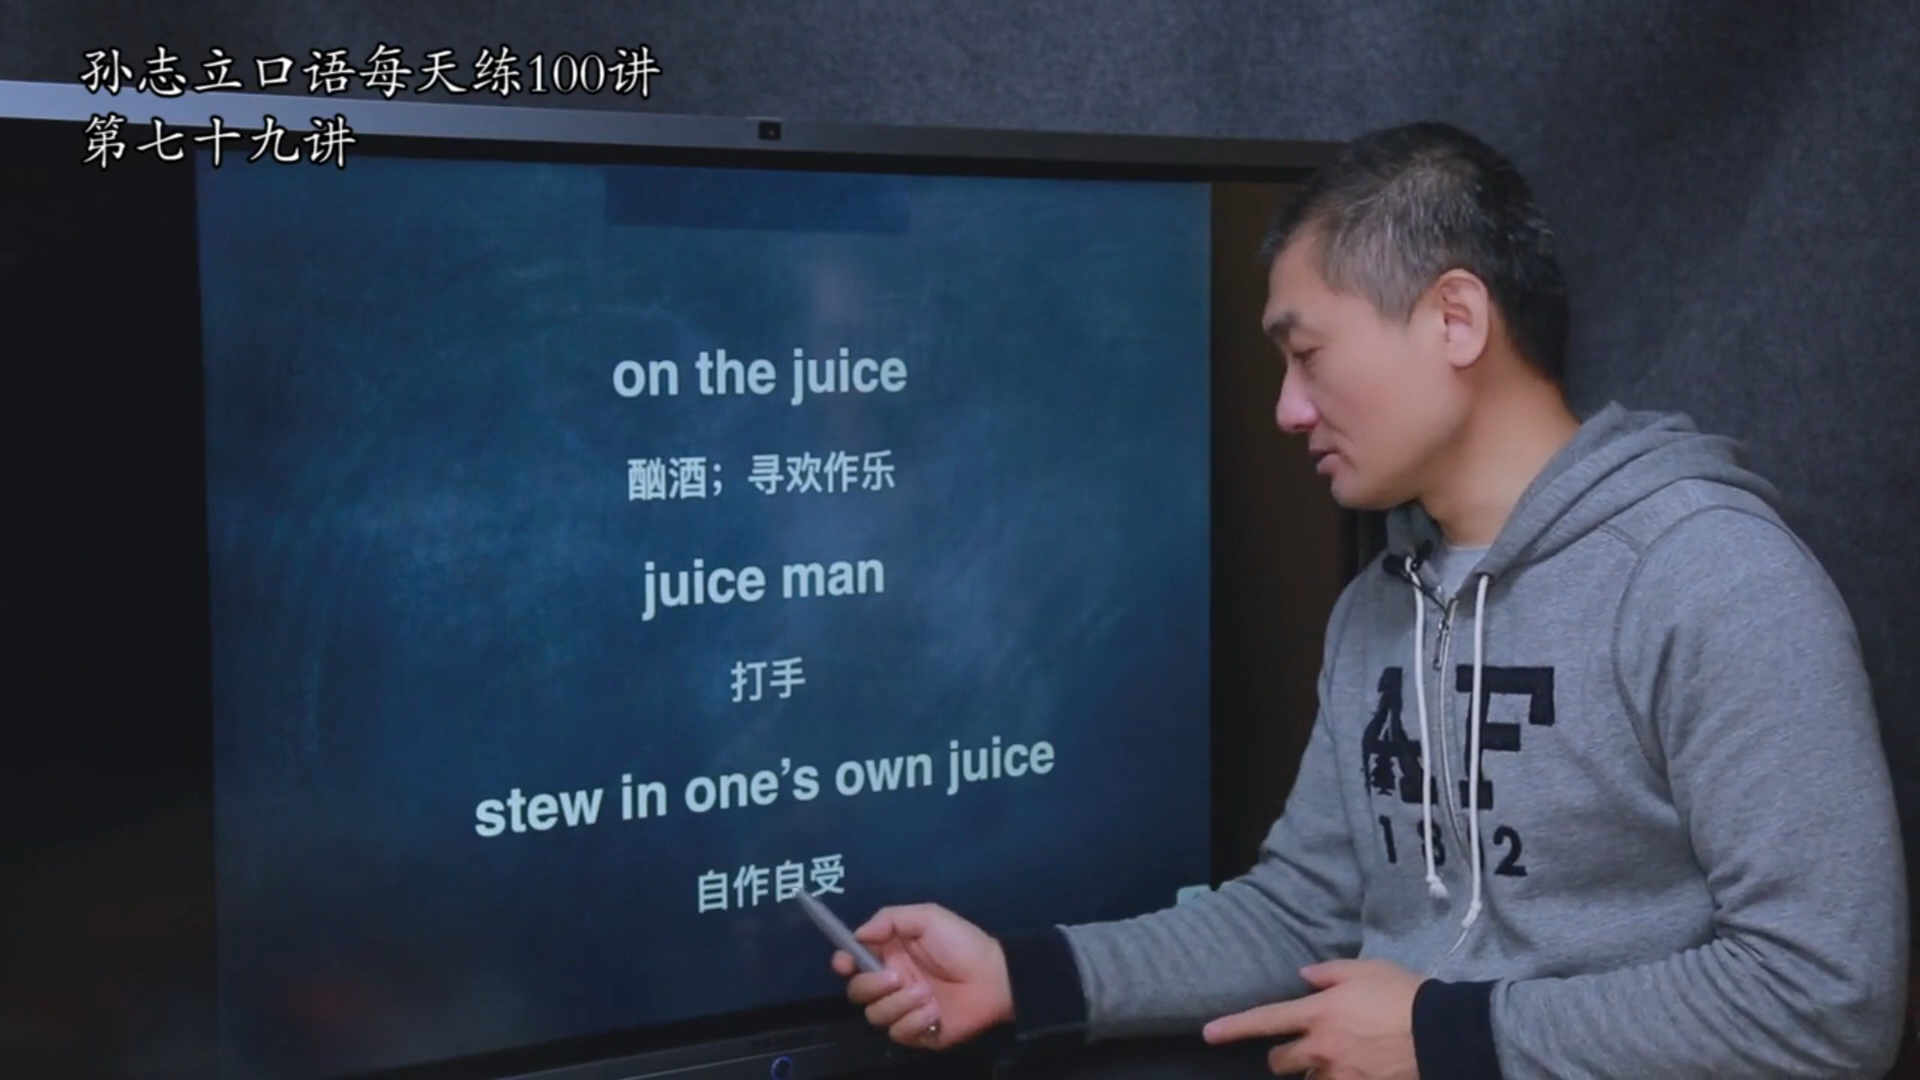 孙志立口语每天练100讲
第七十九讲
on the juice
酗酒；寻欢作乐
juice man
打手
stew in one's own juice
自作自受
AF